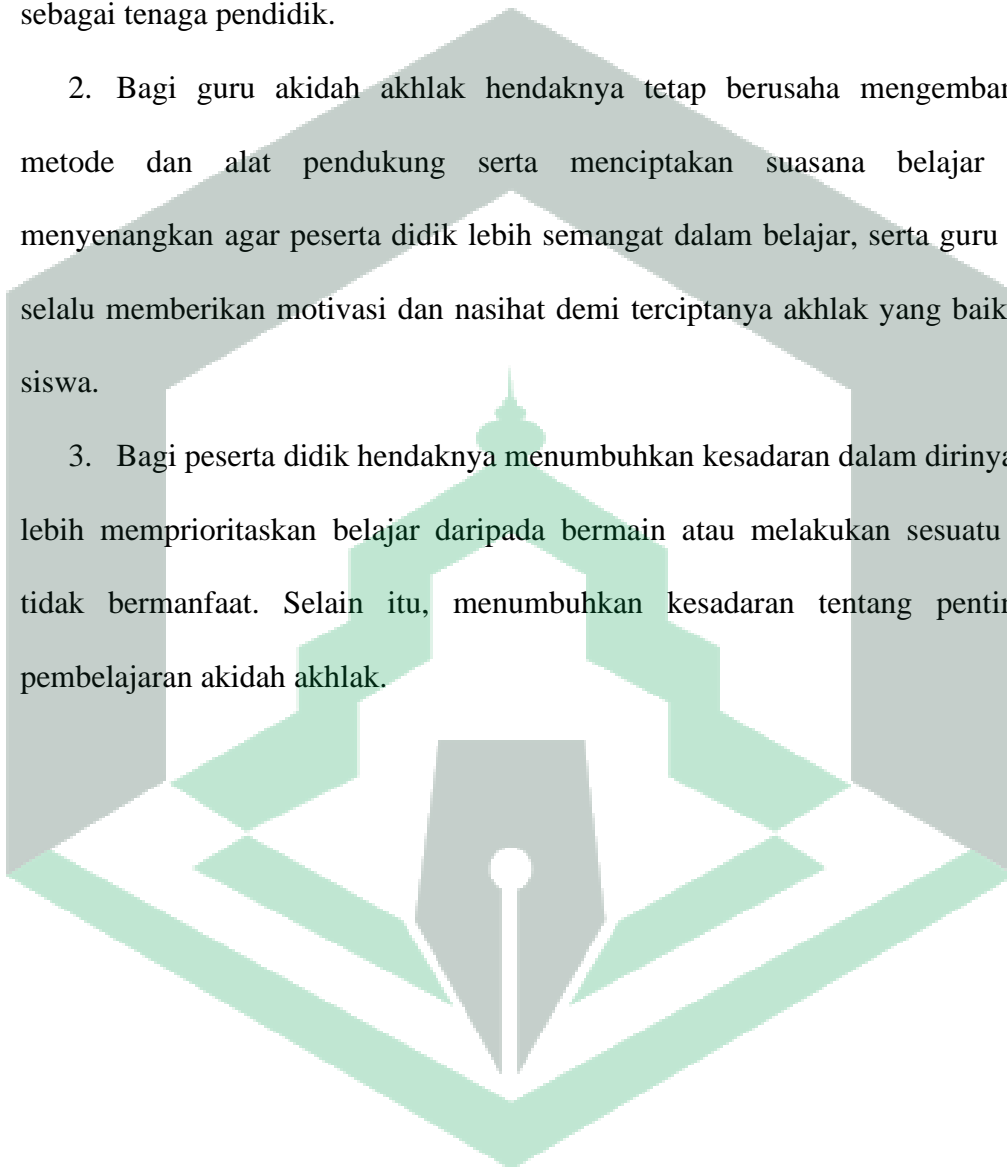 sebagai tenaga pendidik.
2. Bagi guru akidah akhlak hendaknya tetap berusaha
metode dan alat pendukung serta menciptakan suasana belajar
menyenangkan agar peserta didik lebih semangat dalam belajar, serta guru
selalu memberikan motivasi dan nasihat demi terciptanya akhlak yang baik
siswa.
3. Bagi peserta didik hendaknya menumbuhkan kesadaran dalam dirinya
lebih memprioritaskan belajar daripada bermain atau melakukan sesuatu
tidak bermanfaat. Selain itu, menumbuhkan kesadaran tentang
pembelajaran akidah akhlak.